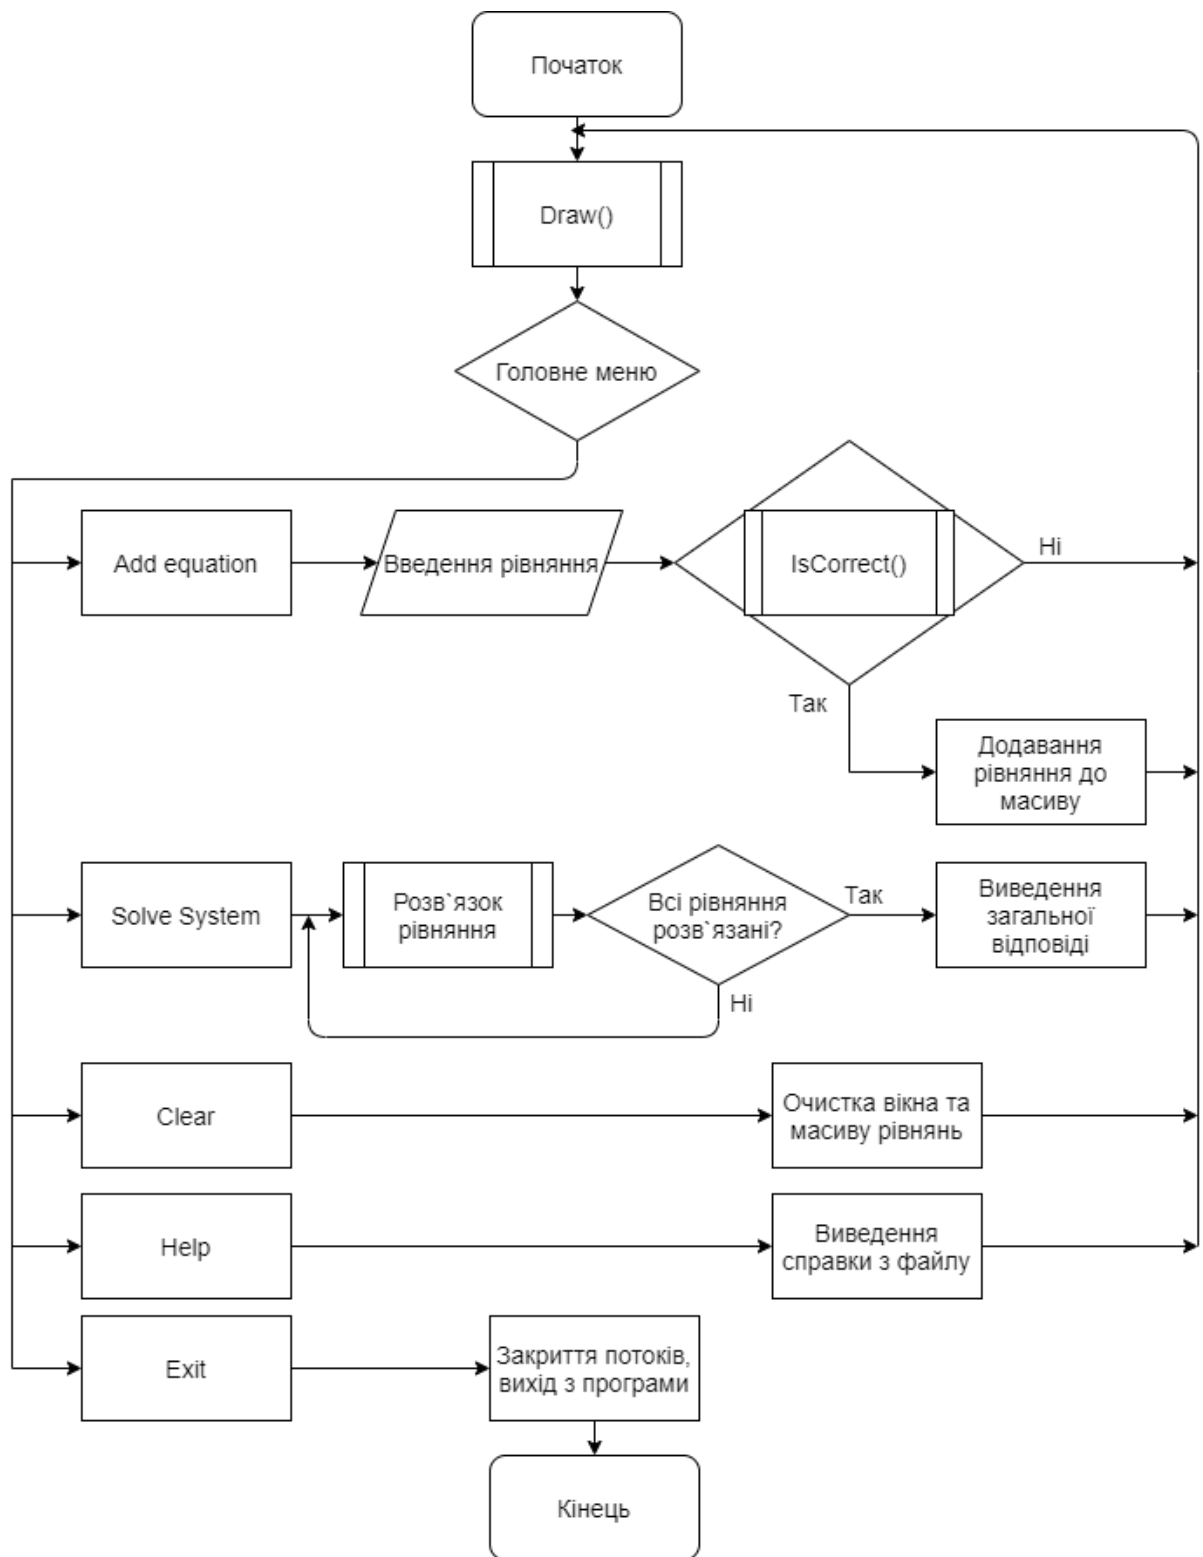 Початок
Draw()
Головне меню
Add equation
Введення рівняння
IsCorrect()
Ні
Так
Додавання
рівняння до
масиву
Solve System
Розв`язок
рівняння
Всі рівняння
розв`язані?
Так
Виведення
загальної
відповіді
Ні
Clear
Очистка вікна та
масиву рівнянь
Help
Виведення
справки з файлу
Exit
Закриття потоків,
вихід з програми
Кінець